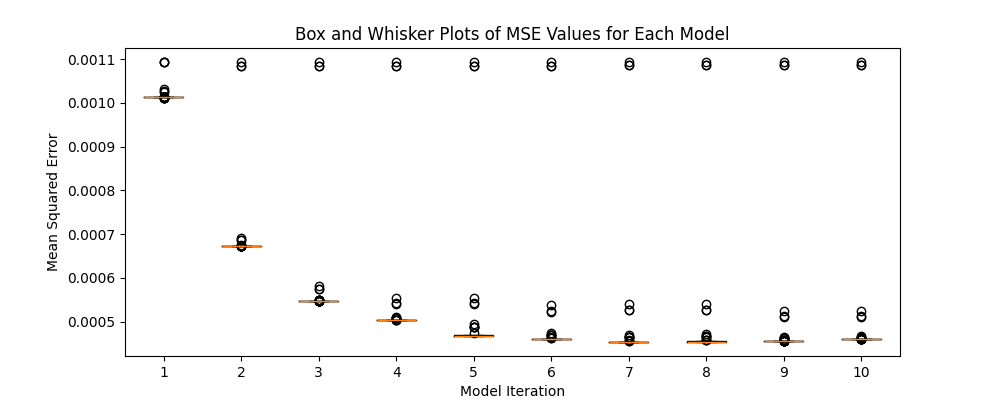 Box and Whisker Plots of MSE Values for Each Model
0.0011
0.0010
0.0009
0.0008
0.0007
0.0006
0.0005
Mean Squared Error
1 2 3 4 5 6 7 8 9 10
Model Iteration